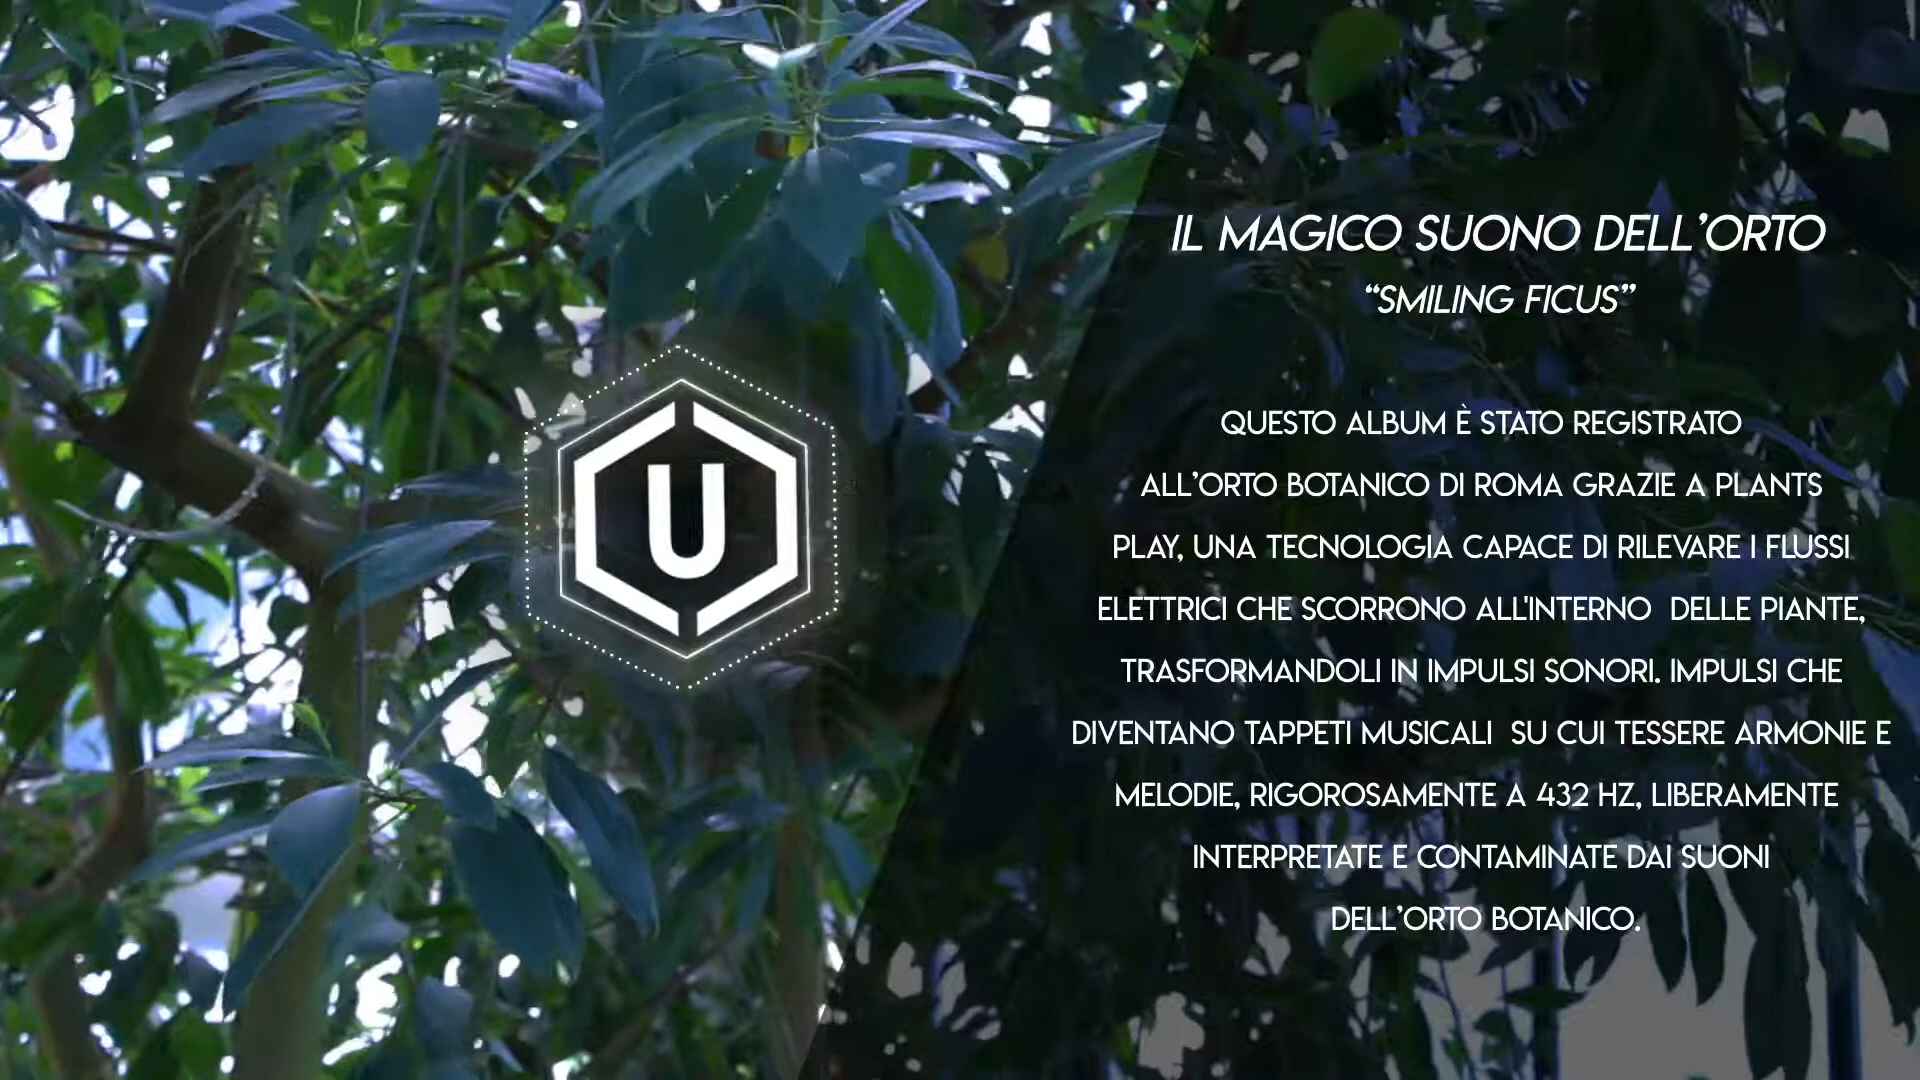 U
IL MAGICO SUONO DELL’ORTO
“SMILING FICUS”
QUESTO ALBUM È STATO REGISTRATO
ALL’ORTO BOTANICO DI ROMA GRAZIE A PLANTS
PLAY, UNA TECNOLOGIA CAPACE DI RILEVARE I FLUSSI
ELETTRICI CHE SCORRONO ALL'INTERNO DELLE PIANTE,
TRASFORMANDOLI IN IMPULSI SONORI. IMPULSI CHE
DIVENTANO TAPPETI MUSICALI SU CUI TESSERE ARMONIE E
MELODIE, RIGOROSAMENTE A 432 HZ, LIBERAMENTE
INTERPRETATE E CONTAMINATE DAI SUONI
DELL’ORTO BOTANICO.